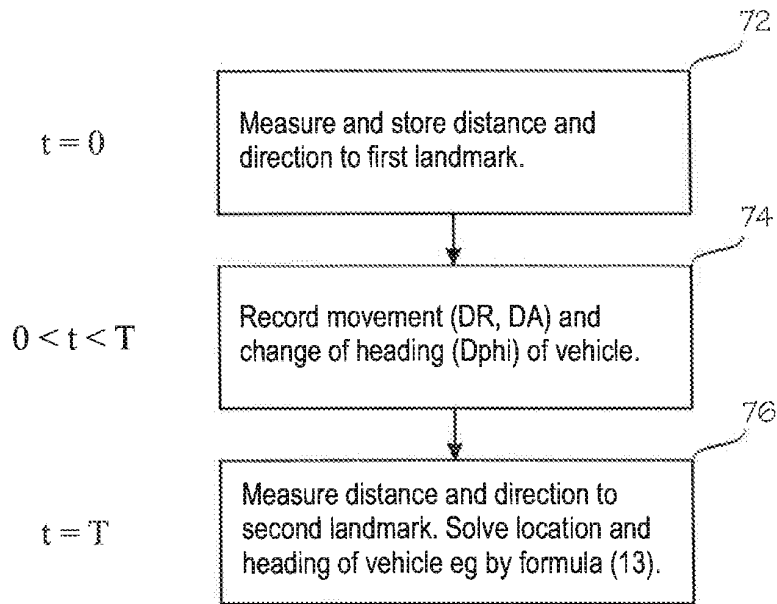 72
t = 0
Measure and store distance and
direction to first landmark.
74
0 < t < T
Record movement (DR, DA) and
change of heading (Dphi) of vehicle.
76
t = T
Measure distance and direction to
second landmark. Solve location and
heading of vehicle eg by formula (13).